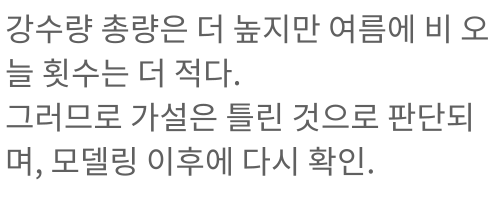 강수량 총량은 더 높지만 여름에 비 오
늘 횟수는 더 적다.
그러므로 가설은 틀린 것으로 판단되
며, 모델링 이후에 다시 확인.